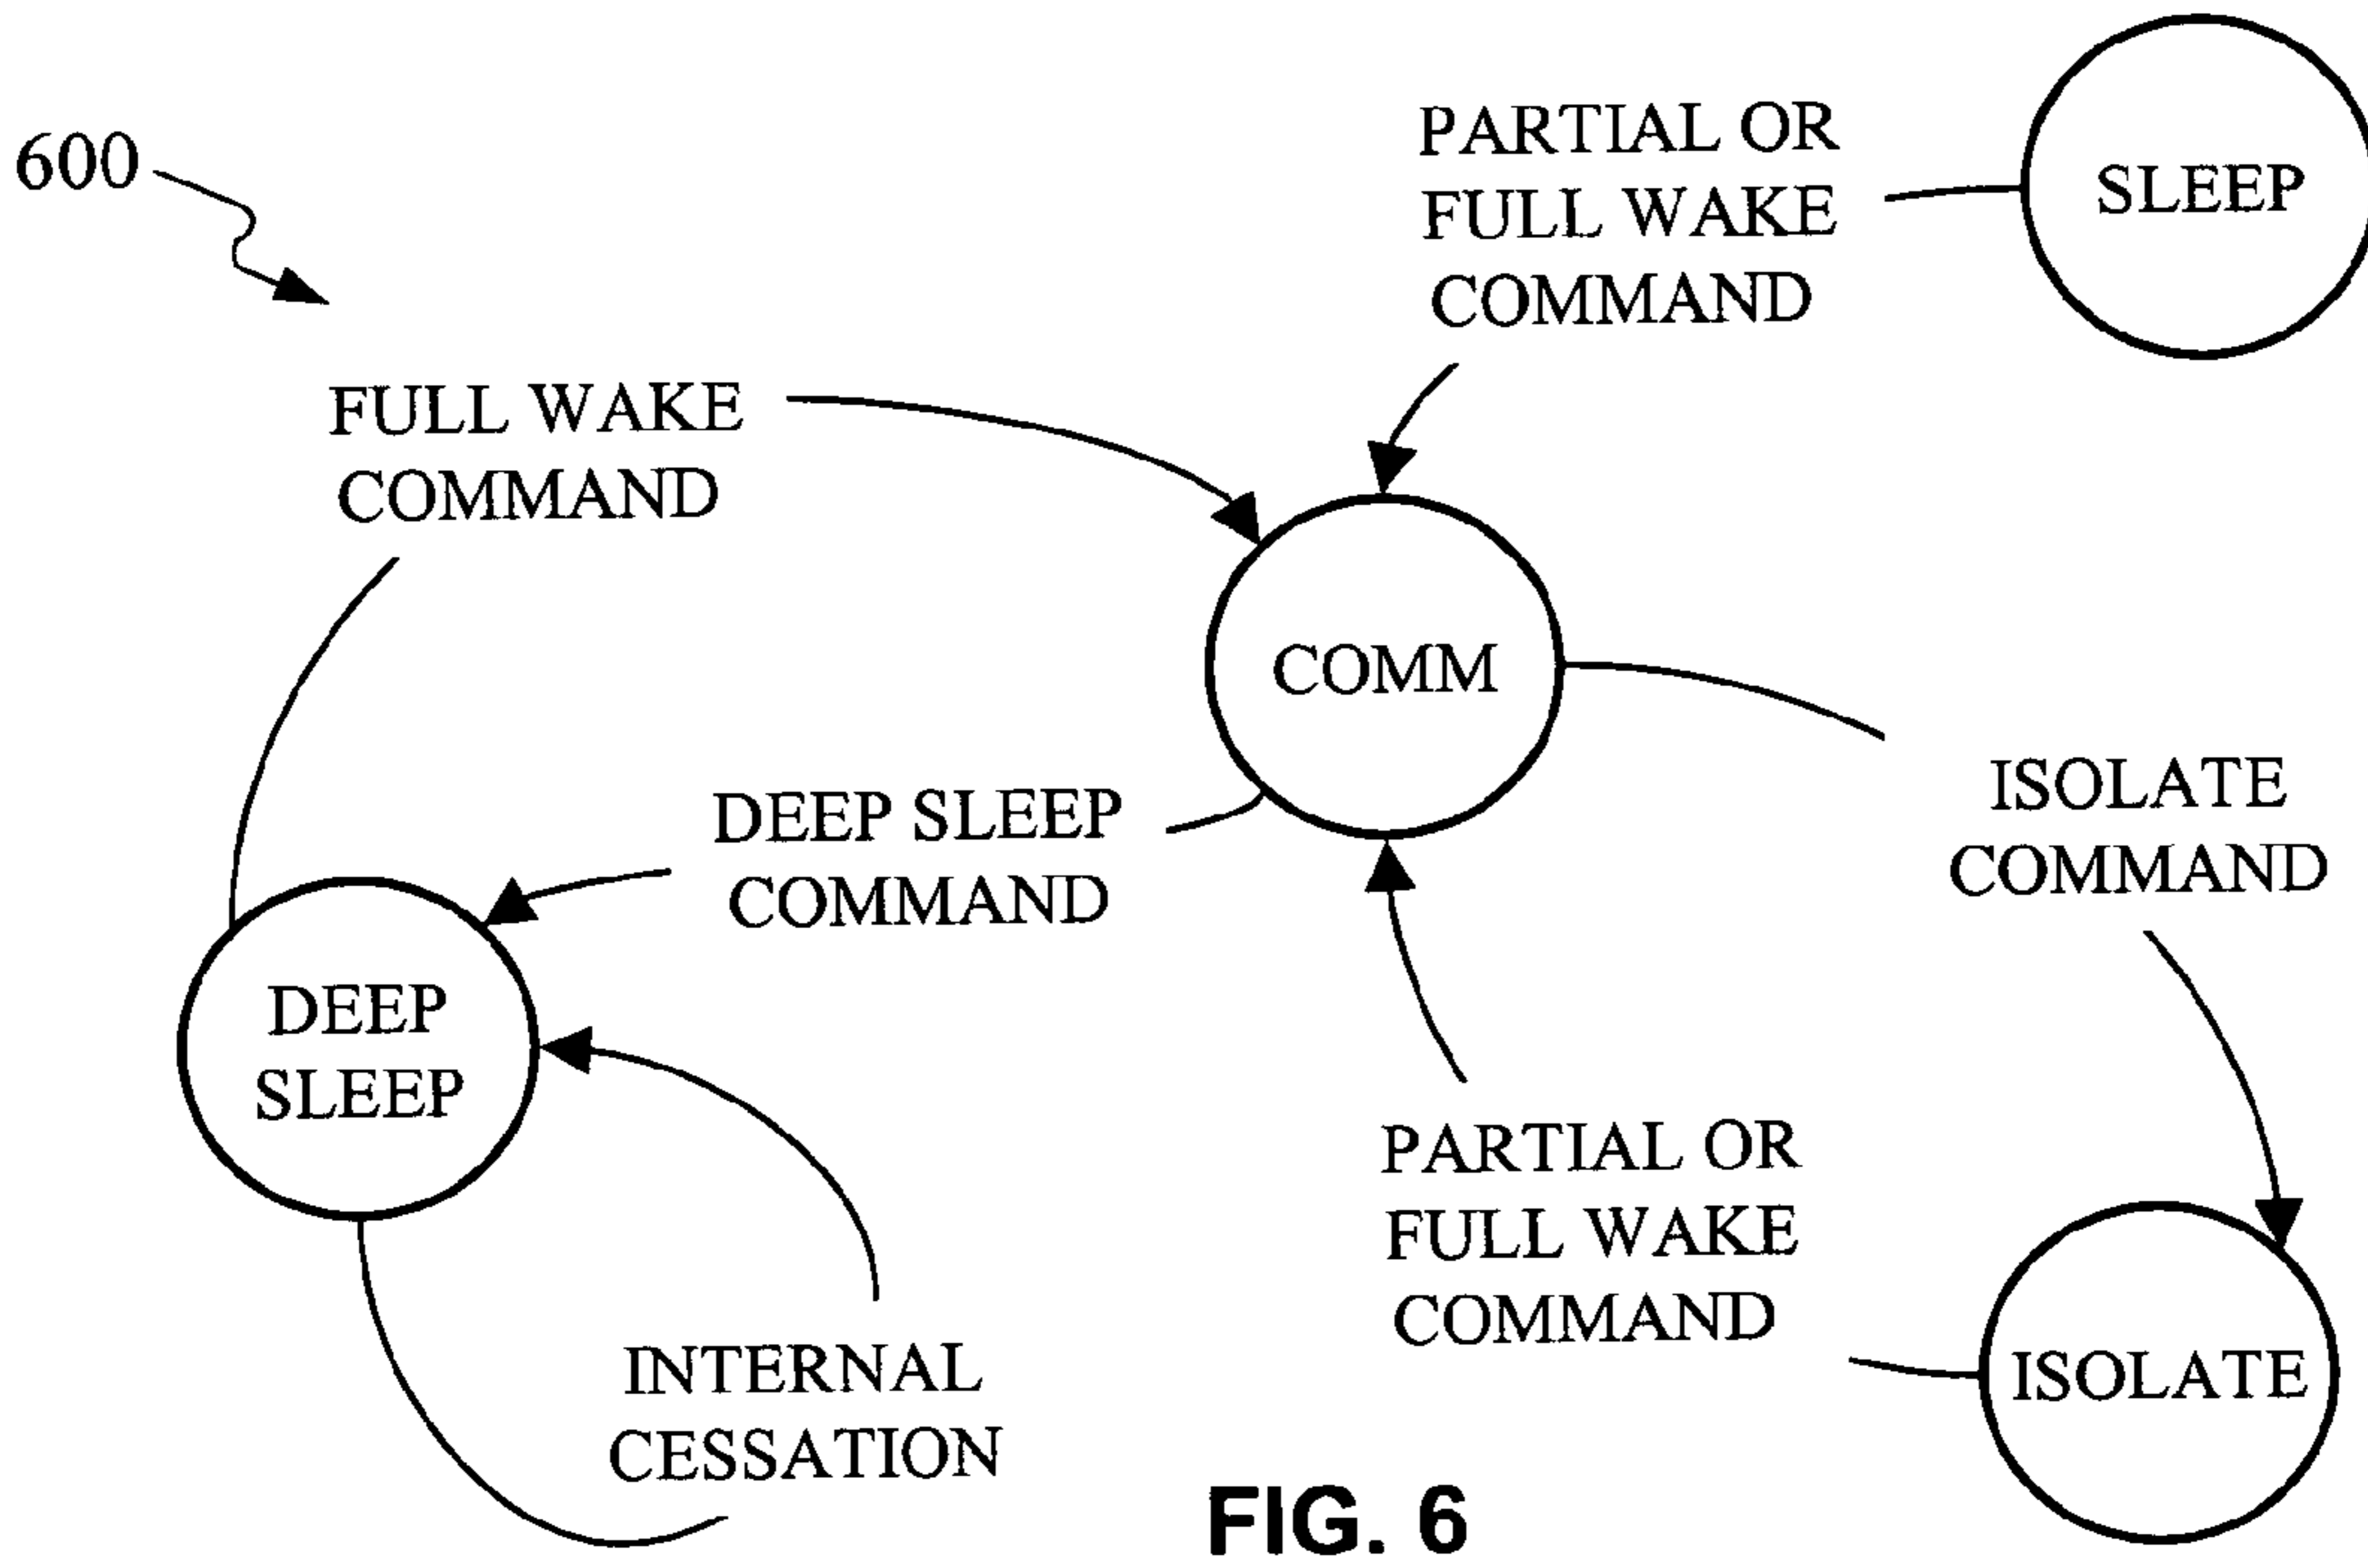 600
PARTIAL OR
FULL WAKE
COMMAND
SLEEP
FULL WAKE
COMMAND
COMM
ISOLATE
COMMAND
DEEP SLEEP
COMMAND
DEEP
SLEEP
PARTIAL OR
FULL WAKE
COMMAND
ISOLATE
INTERNAL
CESSATION
FIG. 6